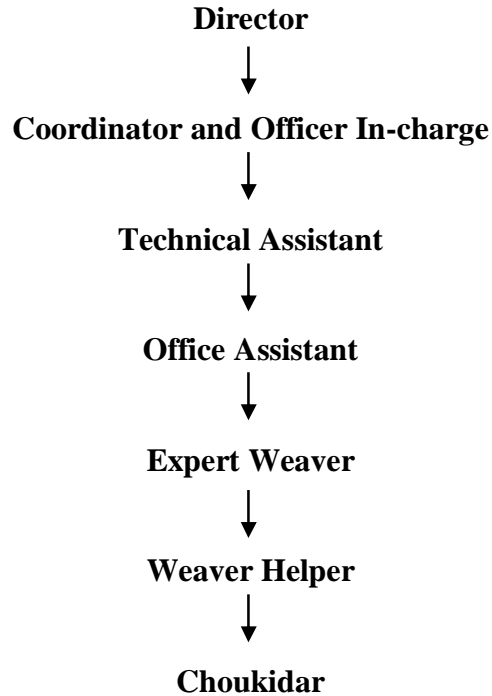 Director
Coordinator and Officer In-charge
Technical Assistant
Office Assistant
Expert Weaver
Weaver Helper
Choukidar